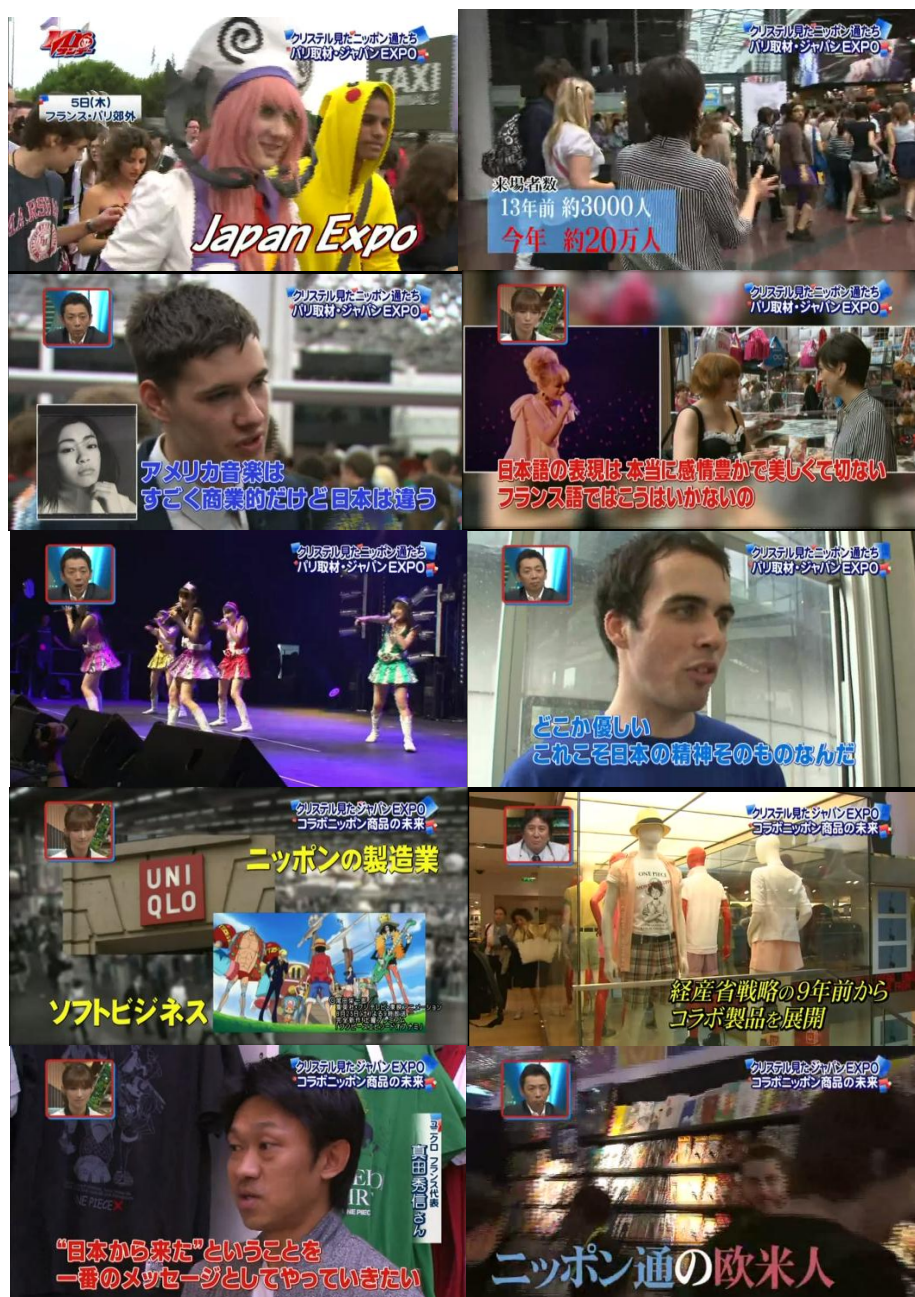 クリステル見たニッポン通たち
パリ取材・ジャパンEXPO
5日(木)
フランス・パリ郊外
TAXI
Japan Expo
クリステル見たニッポン通たち
パリ取材・ジャパンEXPO
来場者数
13年前 約3000人
今年 約20万人
クリステル見たニッポン通たち
パリ取材・ジャパンEXPO
アメリカ音楽は
すごく商業的だけど日本は違う
クリステル見たニッポン通たち
パリ取材・ジャパンEXPO
日本語の表現は 本当に感情豊かで美しくて切ない
フランス語ではこうはいかないの
クリステル見たニッポン通たち
パリ取材・ジャパンEXPO
クリステル見たニッポン通たち
パリ取材・ジャパンEXPO
どこか優しい
これこそ日本の精神そのものなんだ
クリステル見たジャパンEXPO
コラボニッポン商品の未来
ニッポンの製造業
UNI
QLO
ソフトビジネス
クリステル見たジャパンEXPO
コラボニッポン商品の未来
ONE PIECE
経産省戦略の9年前から
コラボ製品を展開
クリステル見たジャパンEXPO
コラボニッポン商品の未来
ユニクロ フランス代表
真田秀信さん
ONE PIECE
ONE PIEC
“日本から来た”ということを
一番のメッセージとしてやっていきたい
クリステル見たジャパンEXPO
コラボニッポン商品の未来
ニッポン通の欧米人